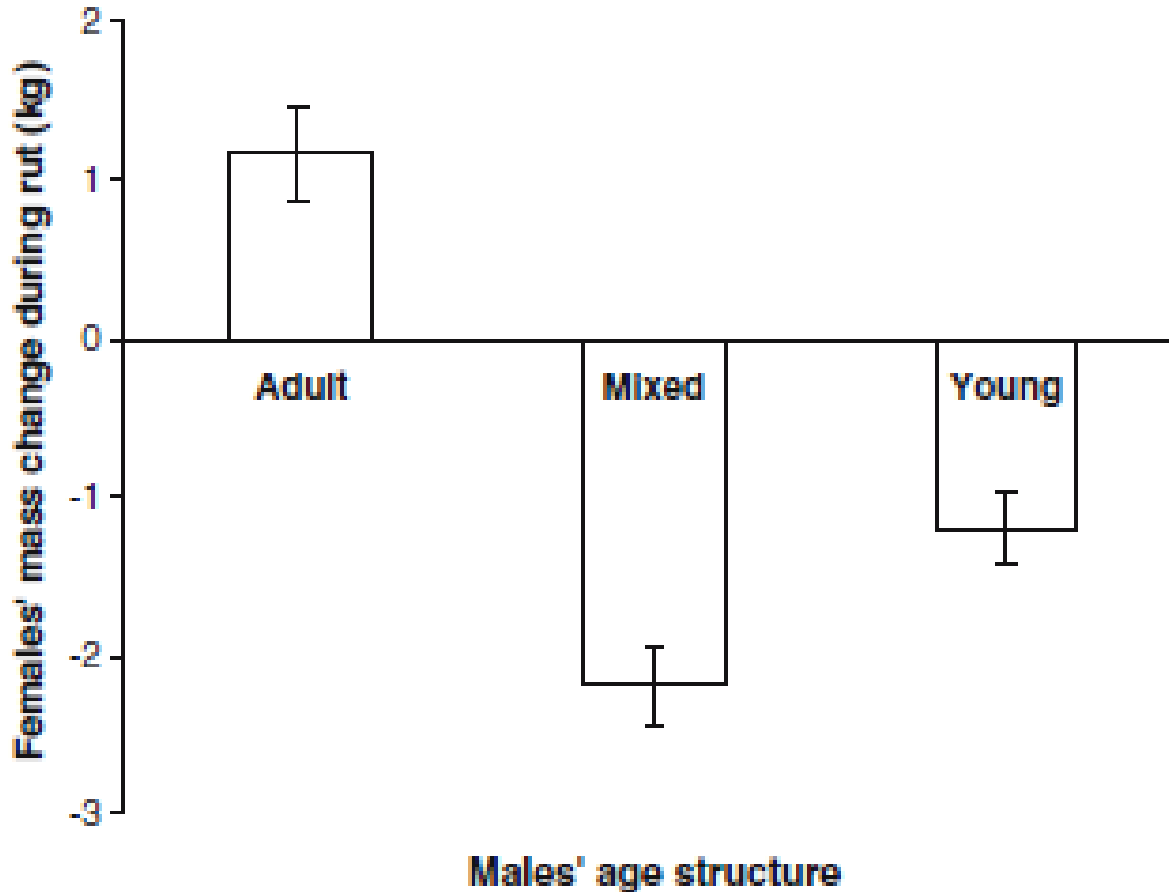 Females' mass change during rut (kg)
2
1
0
-1
-2
-3
Adult
Mixed
Young
Males' age structure